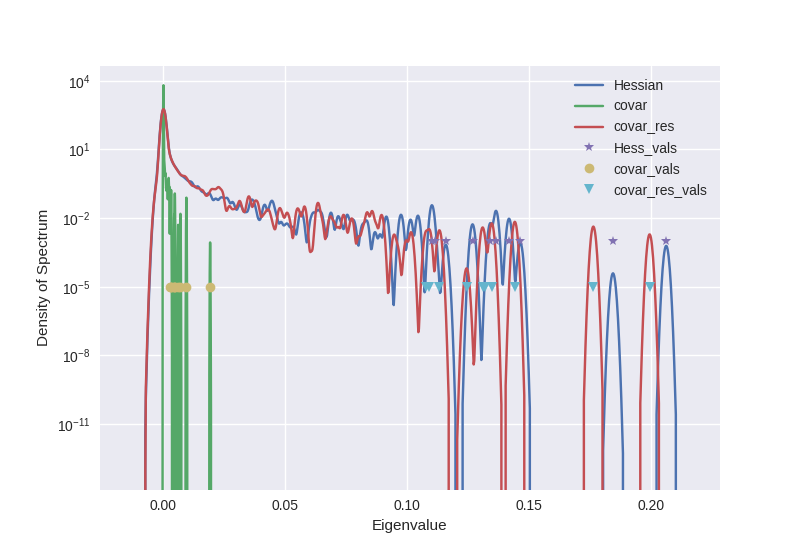 Hessian
covar
covar_res
Hess_vals
covar_vals
covar_res_vals
10^4
10^1
10^−2
10^−5
10^−8
10^−11
Density of Spectrum
0.00 0.05 0.10 0.15 0.20
Eigenvalue